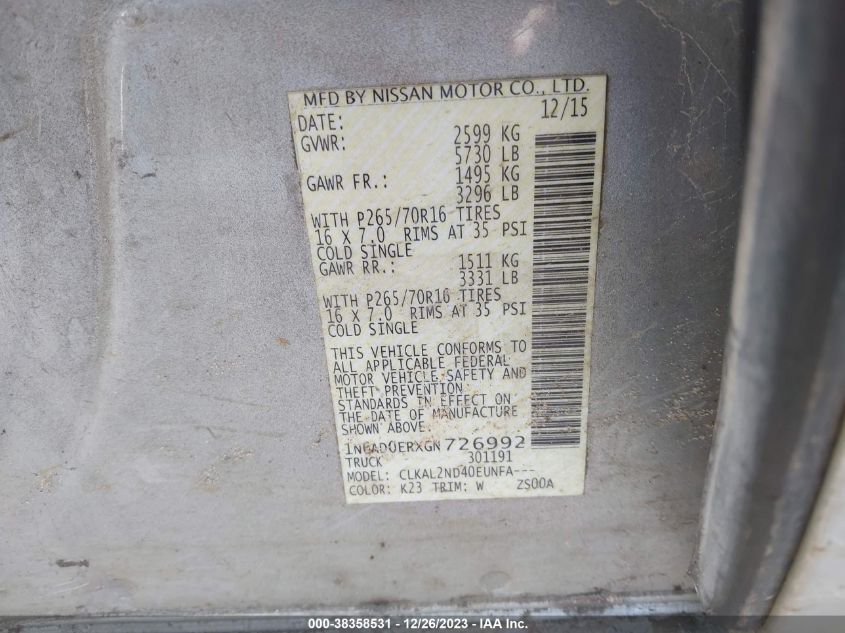 MFD BY NISSAN MOTOR CO., LTD.
DATE: 12/15
GVWR: 2599 KG
5730 LB
GAWR FR.: 1495 KG
3296 LB
WITH P265/70R16 TIRES
16 X 7.0 RIMS AT 35 PSI
COLD SINGLE
GAWR RR.: 1511 KG
3331 LB
WITH P265/70R16 TIRES
16 X 7.0 RIMS AT 35 PSI
COLD SINGLE
THIS VEHICLE CONFORMS TO
ALL APPLICABLE FEDERAL
MOTOR VEHICLE SAFETY AND
THEFT PREVENTION
STANDARDS IN EFFECT ON
THE DATE OF MANUFACTURE
SHOWN ABOVE.
1N6AD0ERXGN726992
TRUCK 301191
MODEL: CLKAL2ND40EUNFA---
COLOR: K23 TRIM: W ZS00A
000-38358531 - 12/26/2023 - IAA Inc.